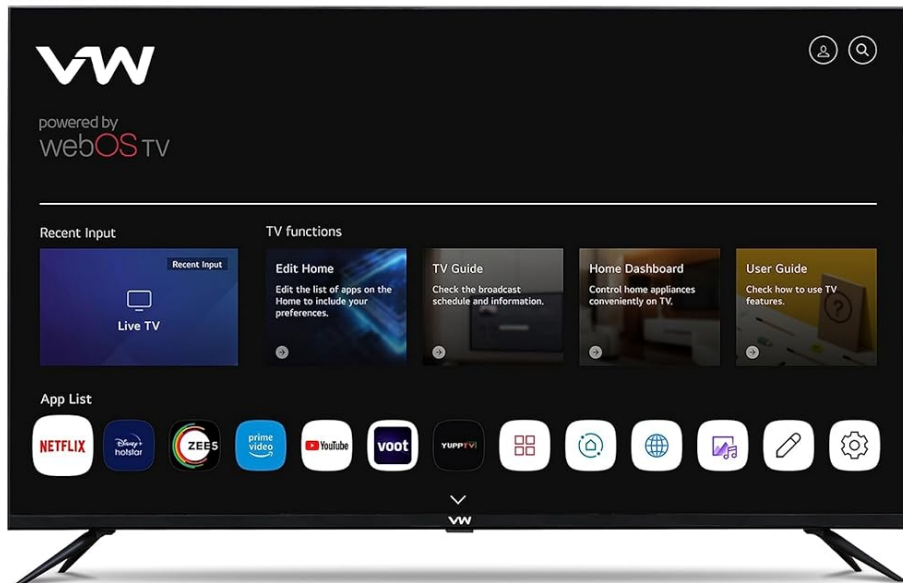 VW
powered by
webOS TV
Recent Input
TV functions
Recent Input
Live TV
Edit Home
Edit the list of apps on the
Home to include your
preferences.
TV Guide
Check the broadcast
schedule and information.
Home Dashboard
Control home appliances
conveniently on TV.
User Guide
Check how to use TV
features.
?
App List
NETFLIX
Disney+
hotstar
ZEE5
prime
video
YouTube
voot
YUPPTV
VW